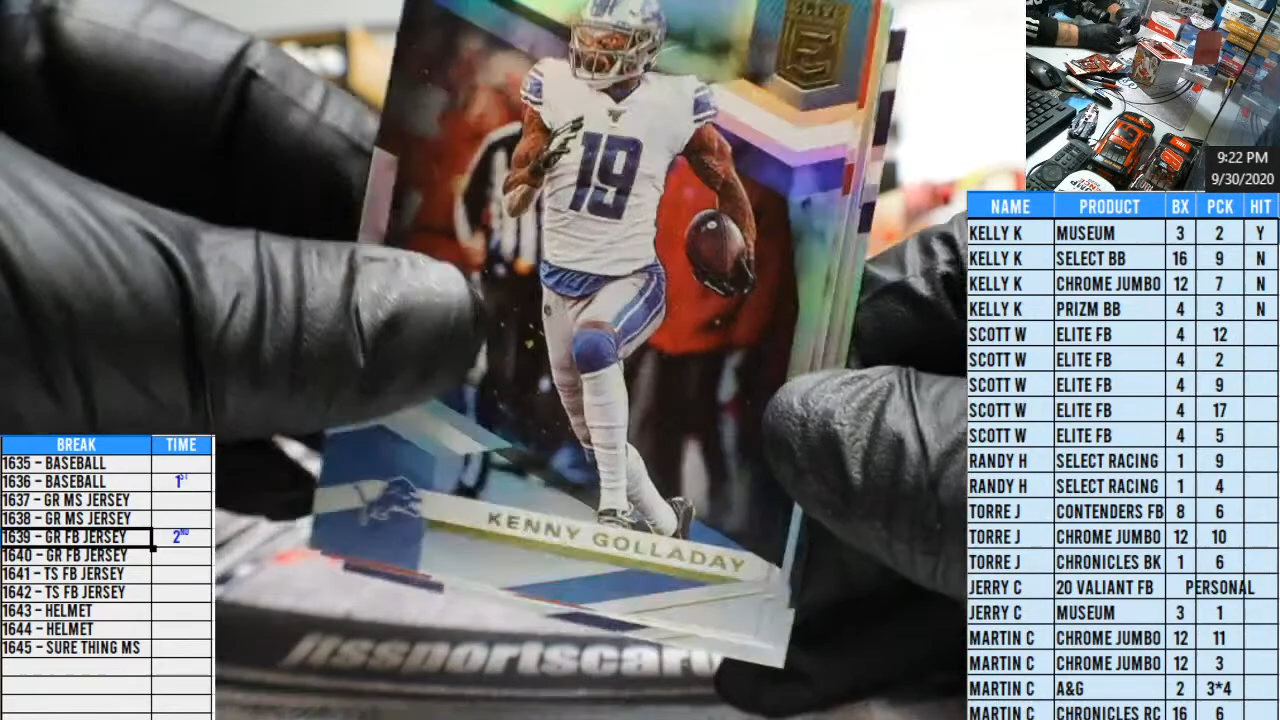 ELITE
E
19
KENNY GOLLADAY
jtssportscard
9:22 PM
9/30/2020
NAME PRODUCT BX PCK HIT
KELLY K MUSEUM 3 2 Y
KELLY K SELECT BB 16 9 N
KELLY K CHROME JUMBO 12 7 N
KELLY K PRIZM BB 4 3 N
SCOTT W ELITE FB 4 12
SCOTT W ELITE FB 4 2
SCOTT W ELITE FB 4 9
SCOTT W ELITE FB 4 17
SCOTT W ELITE FB 4 5
RANDY H SELECT RACING 1 9
RANDY H SELECT RACING 1 4
TORRE J CONTENDERS FB 8 6
TORRE J CHROME JUMBO 12 10
TORRE J CHRONICLES BK 1 6
JERRY C 20 VALIANT FB PERSONAL
JERRY C MUSEUM 3 1
MARTIN C CHROME JUMBO 12 11
MARTIN C CHROME JUMBO 12 3
MARTIN C A&G 2 3*4
MARTIN C CHRONICLES RC 16 6
BREAK TIME
1635 - BASEBALL
1636 - BASEBALL 1ST
1637 - GR MS JERSEY
1638 - GR MS JERSEY
1639 - GR FB JERSEY 2ND
1640 - GR FB JERSEY
1641 - TS FB JERSEY
1642 - TS FB JERSEY
1643 - HELMET
1644 - HELMET
1645 - SURE THING MS